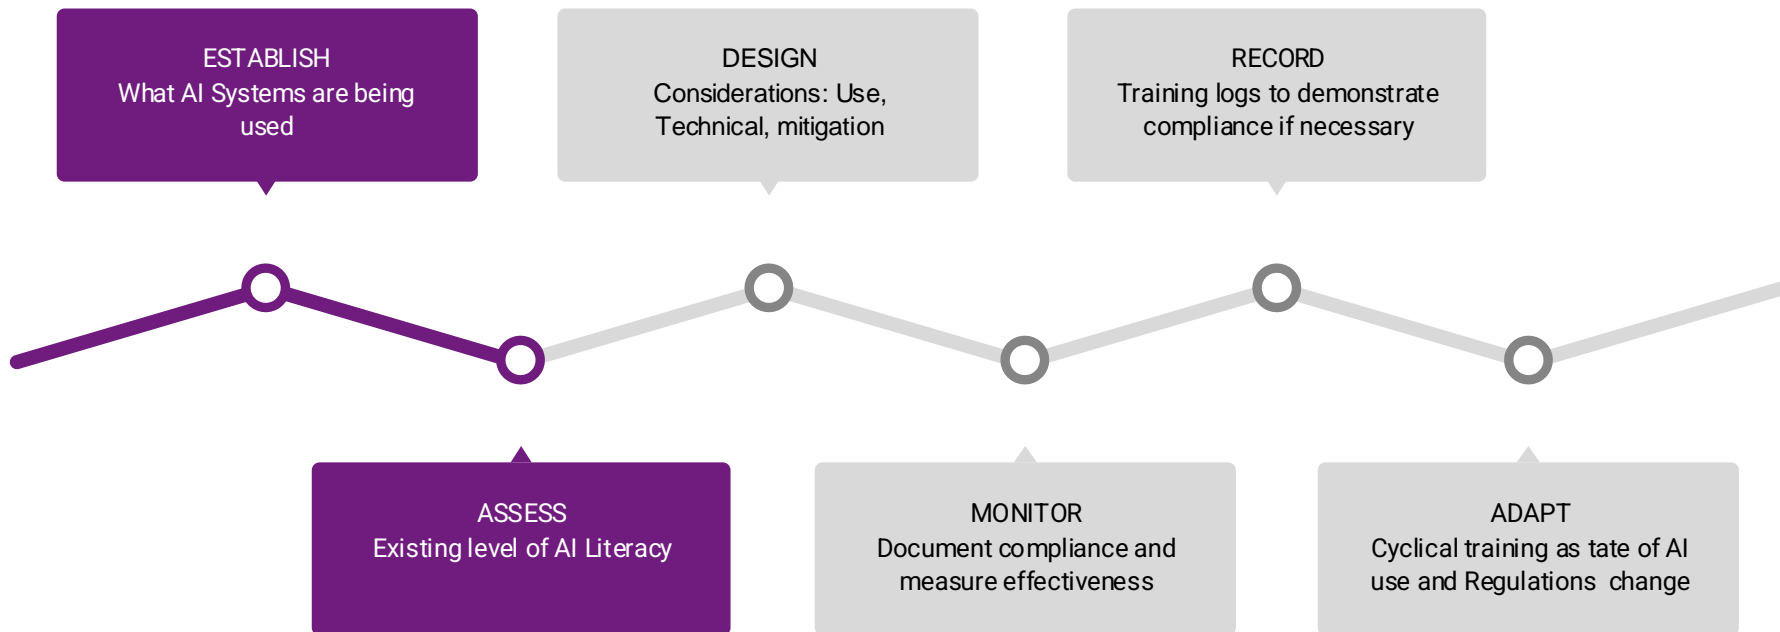 ESTABLISH
What AI Systems are being
used
ASSESS
Existing level of AI Literacy
DESIGN
Considerations: Use,
Technical, mitigation
MONITOR
Document compliance and
measure effectiveness
RECORD
Training logs to demonstrate
compliance if necessary
ADAPT
Cyclical training as tate of AI
use and Regulations  change